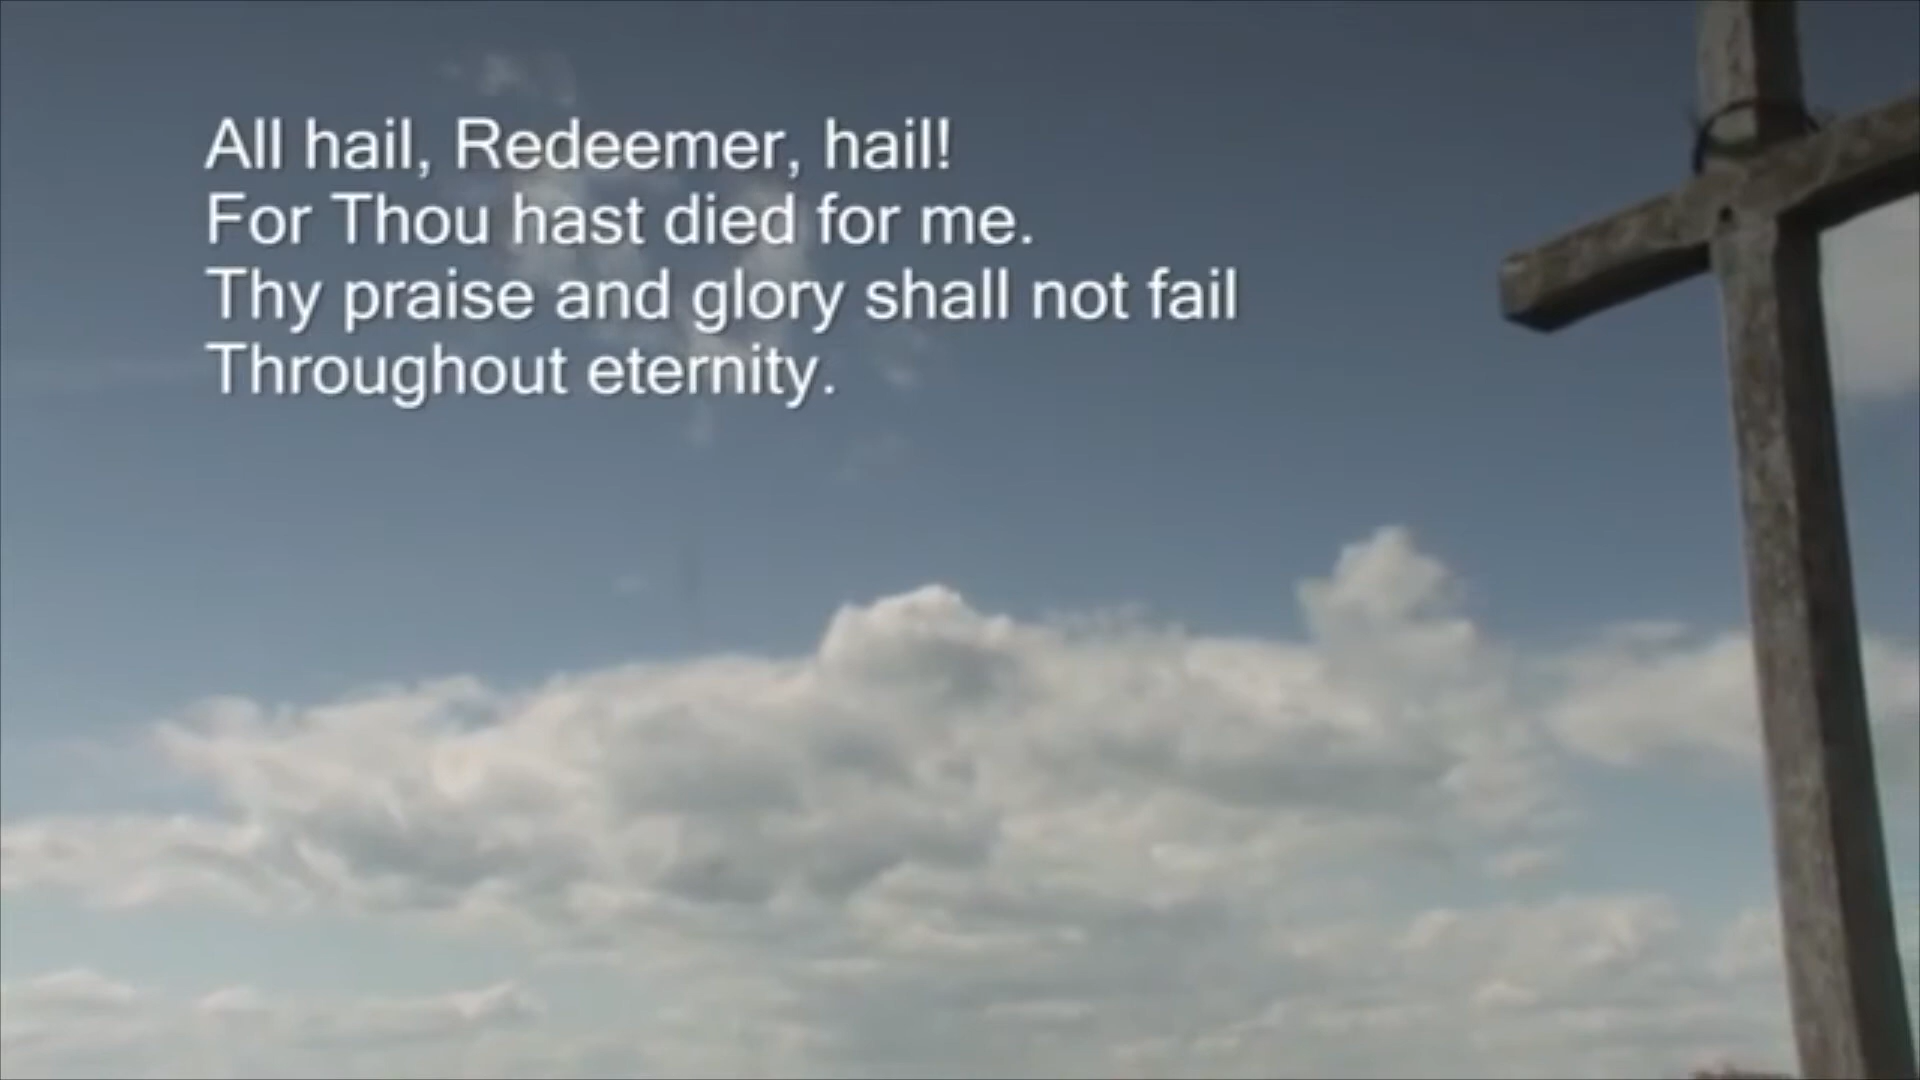 All hail, Redeemer, hail!
For Thou hast died for me.
Thy praise and glory shall not fail
Throughout eternity.